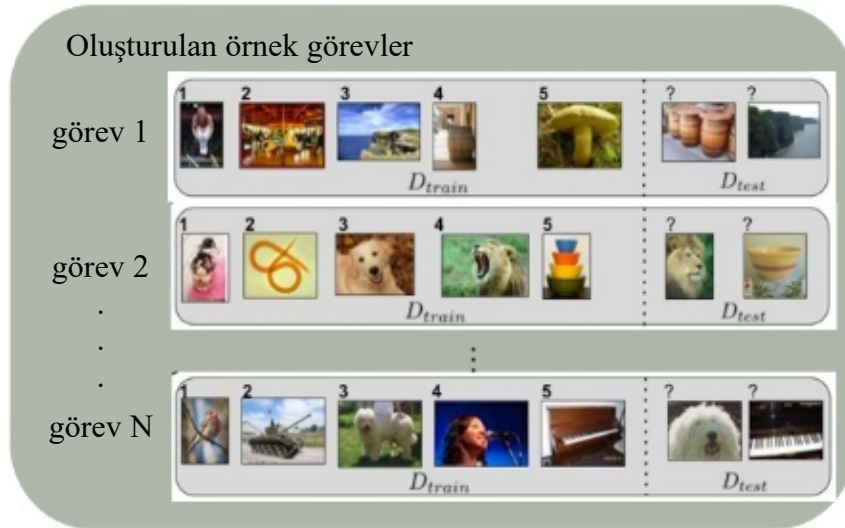 Oluşturulan örnek görevler
görev 1
1 2 3 4 5 ? ?
D_train D_test
görev 2
1 2 3 4 5 ? ?
D_train D_test
.
.
.
görev N
1 2 3 4 5 ? ?
D_train D_test